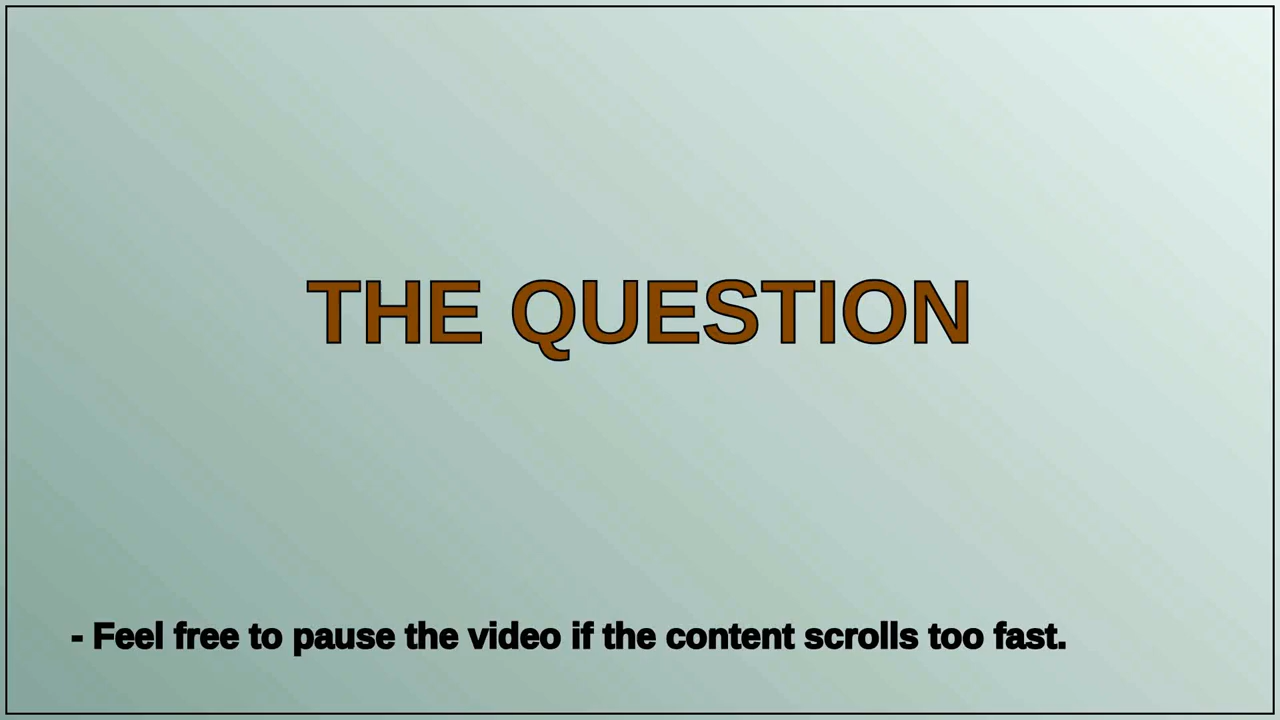 THE QUESTION
- Feel free to pause the video if the content scrolls too fast.